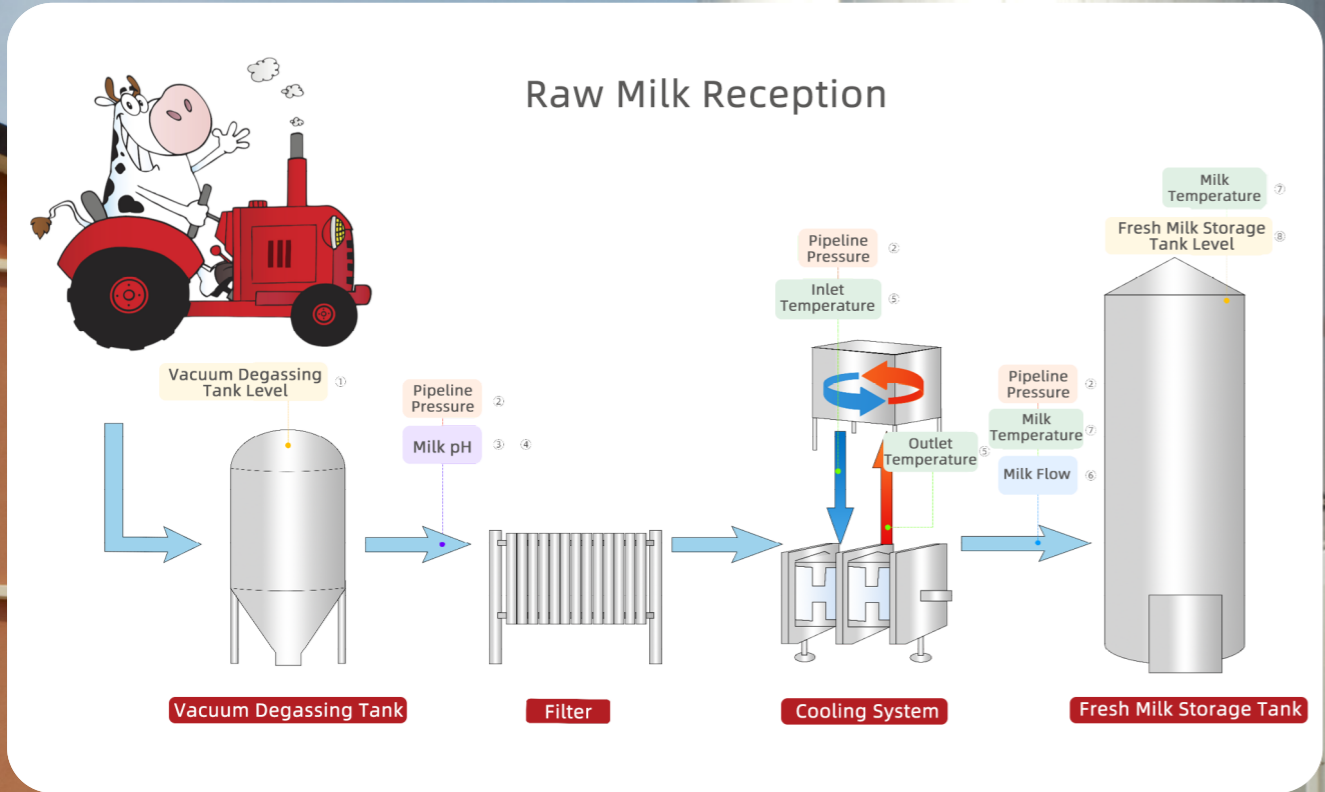 Raw Milk Reception
Milk
Temperature
⑦
Fresh Milk Storage
Tank Level
⑧
Pipeline
Pressure
②
Inlet
Temperature
⑤
Vacuum Degassing
Tank Level
①
Pipeline
Pressure
②
Milk pH
③ ④
Outlet
Temperature
⑤
Pipeline
Pressure
②
Milk
Temperature
⑦
Milk Flow
⑥
Vacuum Degassing Tank
Filter
Cooling System
Fresh Milk Storage Tank